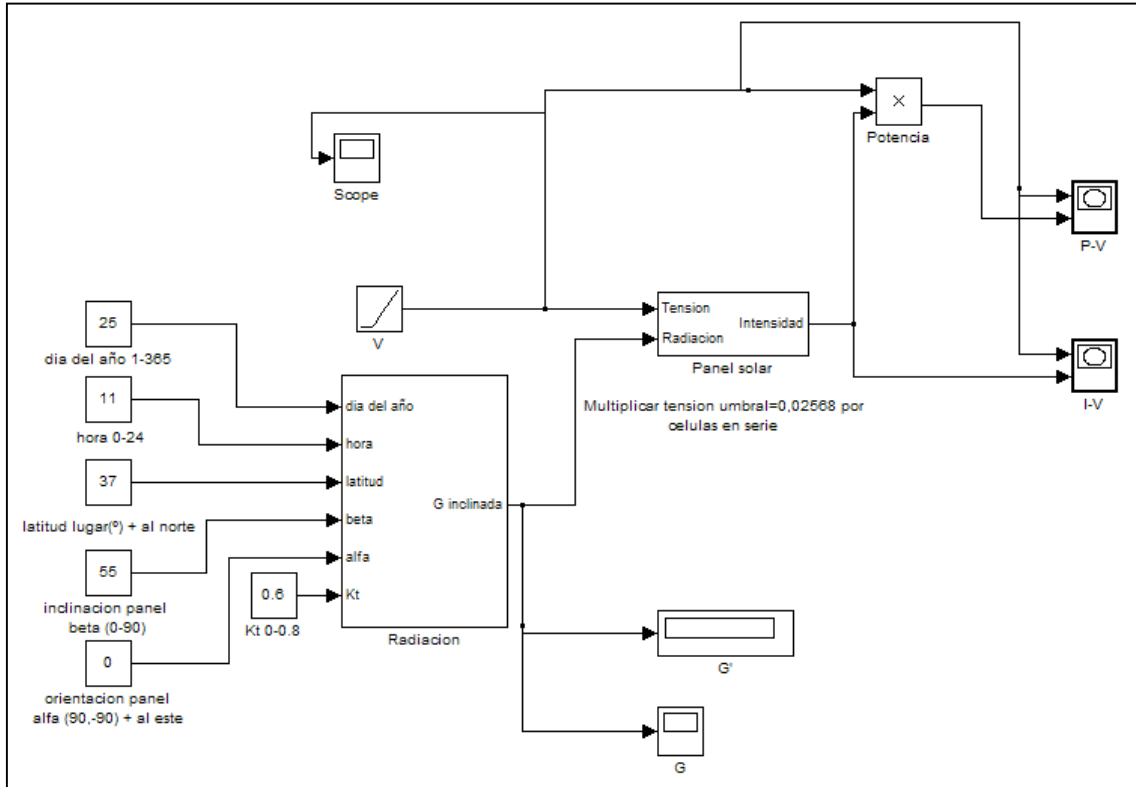 ×
Potencia
Scope
P-V
V
Tension
Radiacion
Intensidad
Panel solar
Multiplicar tension umbral=0,02568 por
celulas en serie
I-V
25
dia del año 1-365
11
hora 0-24
37
latitud lugar(º) + al norte
55
inclinacion panel
beta (0-90)
0
orientacion panel
alfa (90,-90) + al este
0.6
Kt 0-0.8
dia del año
hora
latitud
beta
alfa
Kt
G inclinada
Radiacion
G'
G